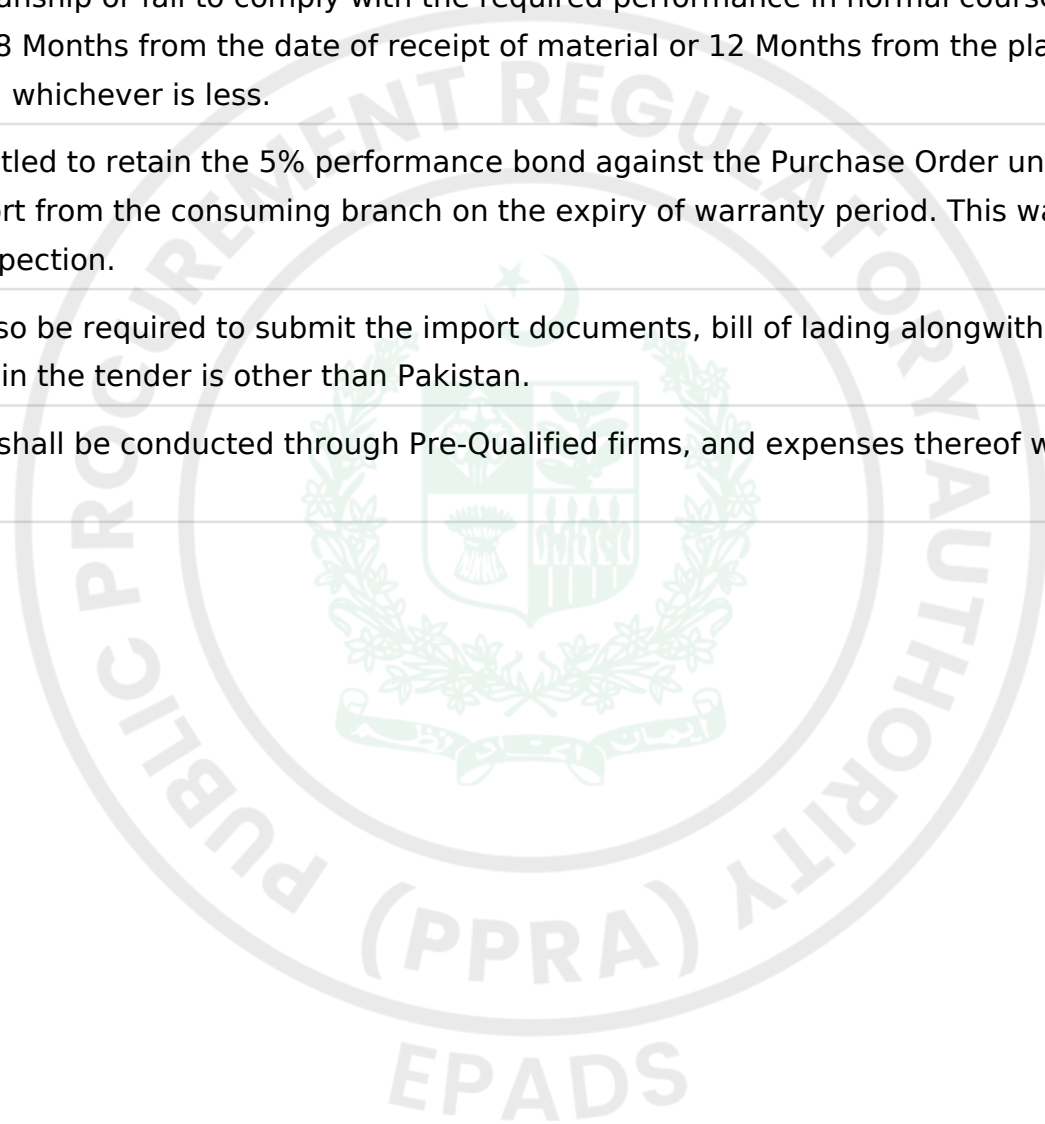 anship or fail to comply with the required performance in normal course
8 Months from the date of receipt of material or 12 Months from the pla
whichever is less.
tled to retain the 5% performance bond against the Purchase Order un
ort from the consuming branch on the expiry of warranty period. This wa
pection.
so be required to submit the import documents, bill of lading alongwith
in the tender is other than Pakistan.
shall be conducted through Pre-Qualified firms, and expenses thereof w
PUBLIC PROCUREMENT REGULATORY AUTHORITY
(PPRA)
EPADS